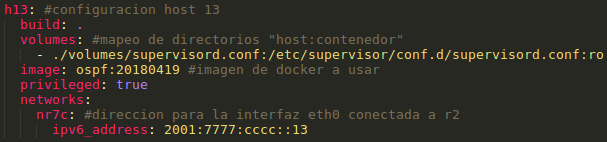 h13: #configuracion host 13
build: .
volumes: #mapeo de directorios "host:contenedor"
- ./volumes/supervisord.conf:/etc/supervisor/conf.d/supervisord.conf:ro
image: ospf:20180419 #imagen de docker a usar
privileged: true
networks:
nr7c: #direccion para la interfaz eth0 conectada a r2
ipv6_address: 2001:7777:cccc::13